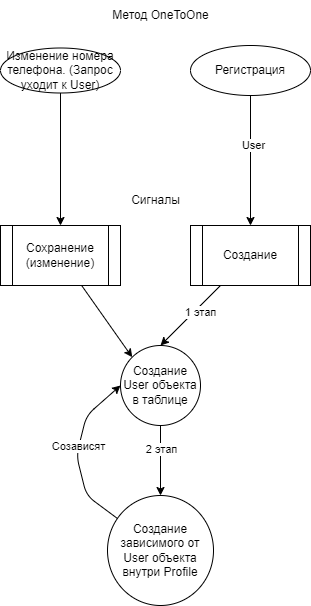 Метод OneToOne
Изменение номера
телефона. (Запрос
уходит к User)
Регистрация
User
Сигналы
Сохранение
(изменение)
Создание
1 этап
Создание
User объекта
в таблице
Созависят
2 этап
Создание
зависимого от
User объекта
внутри Profile